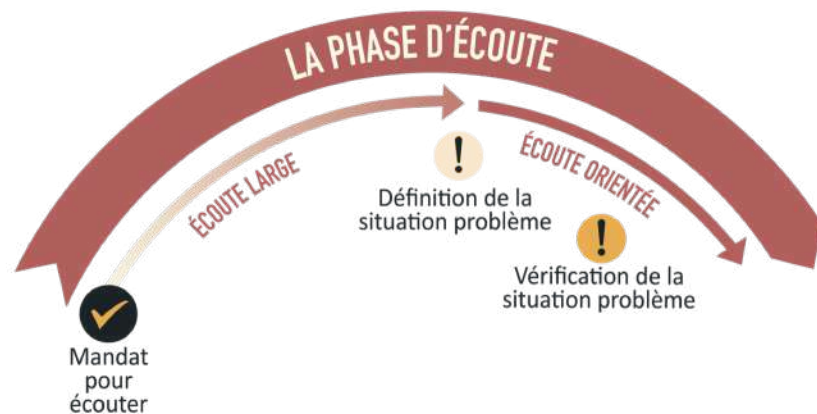 LA PHASE D'ÉCOUTE
ÉCOUTE LARGE
ÉCOUTE ORIENTÉE
!
Définition de la
situation problème
!
Vérification de la
situation problème
Mandat
pour
écouter